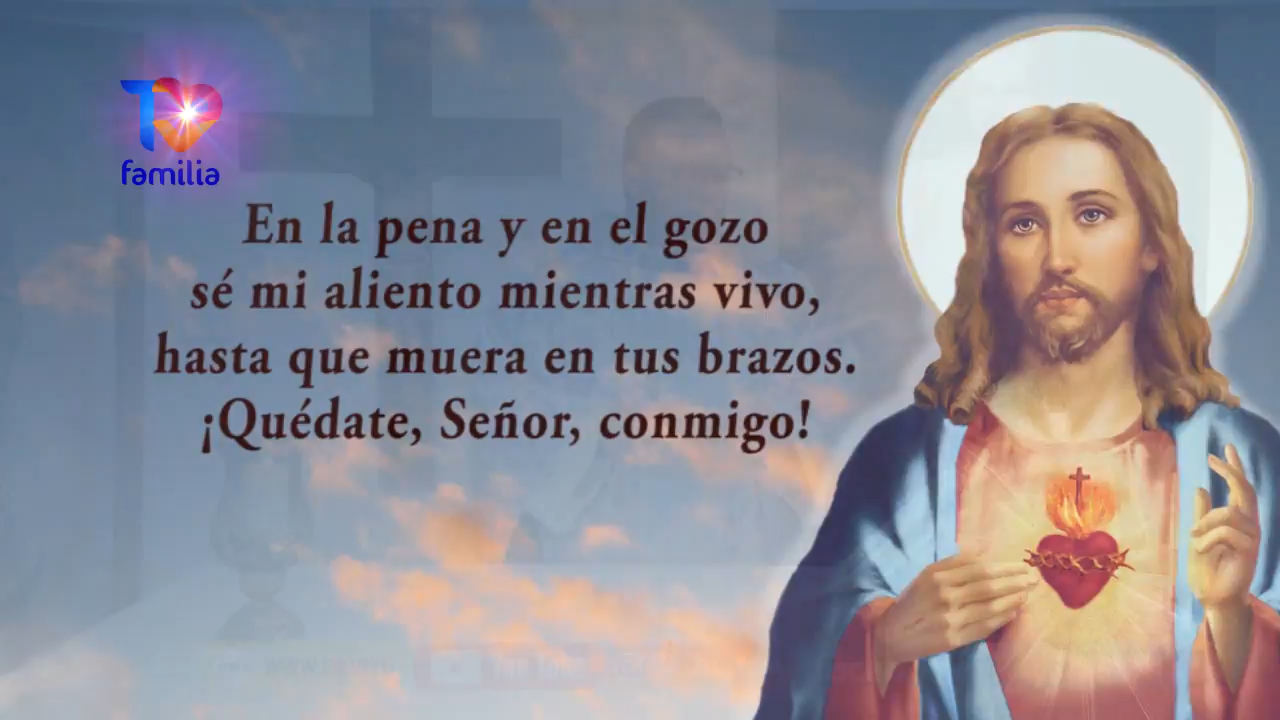 T
familia
En la pena y en el gozo
sé mi aliento mientras vivo,
hasta que muera en tus brazos.
¡Quédate, Señor, conmigo!